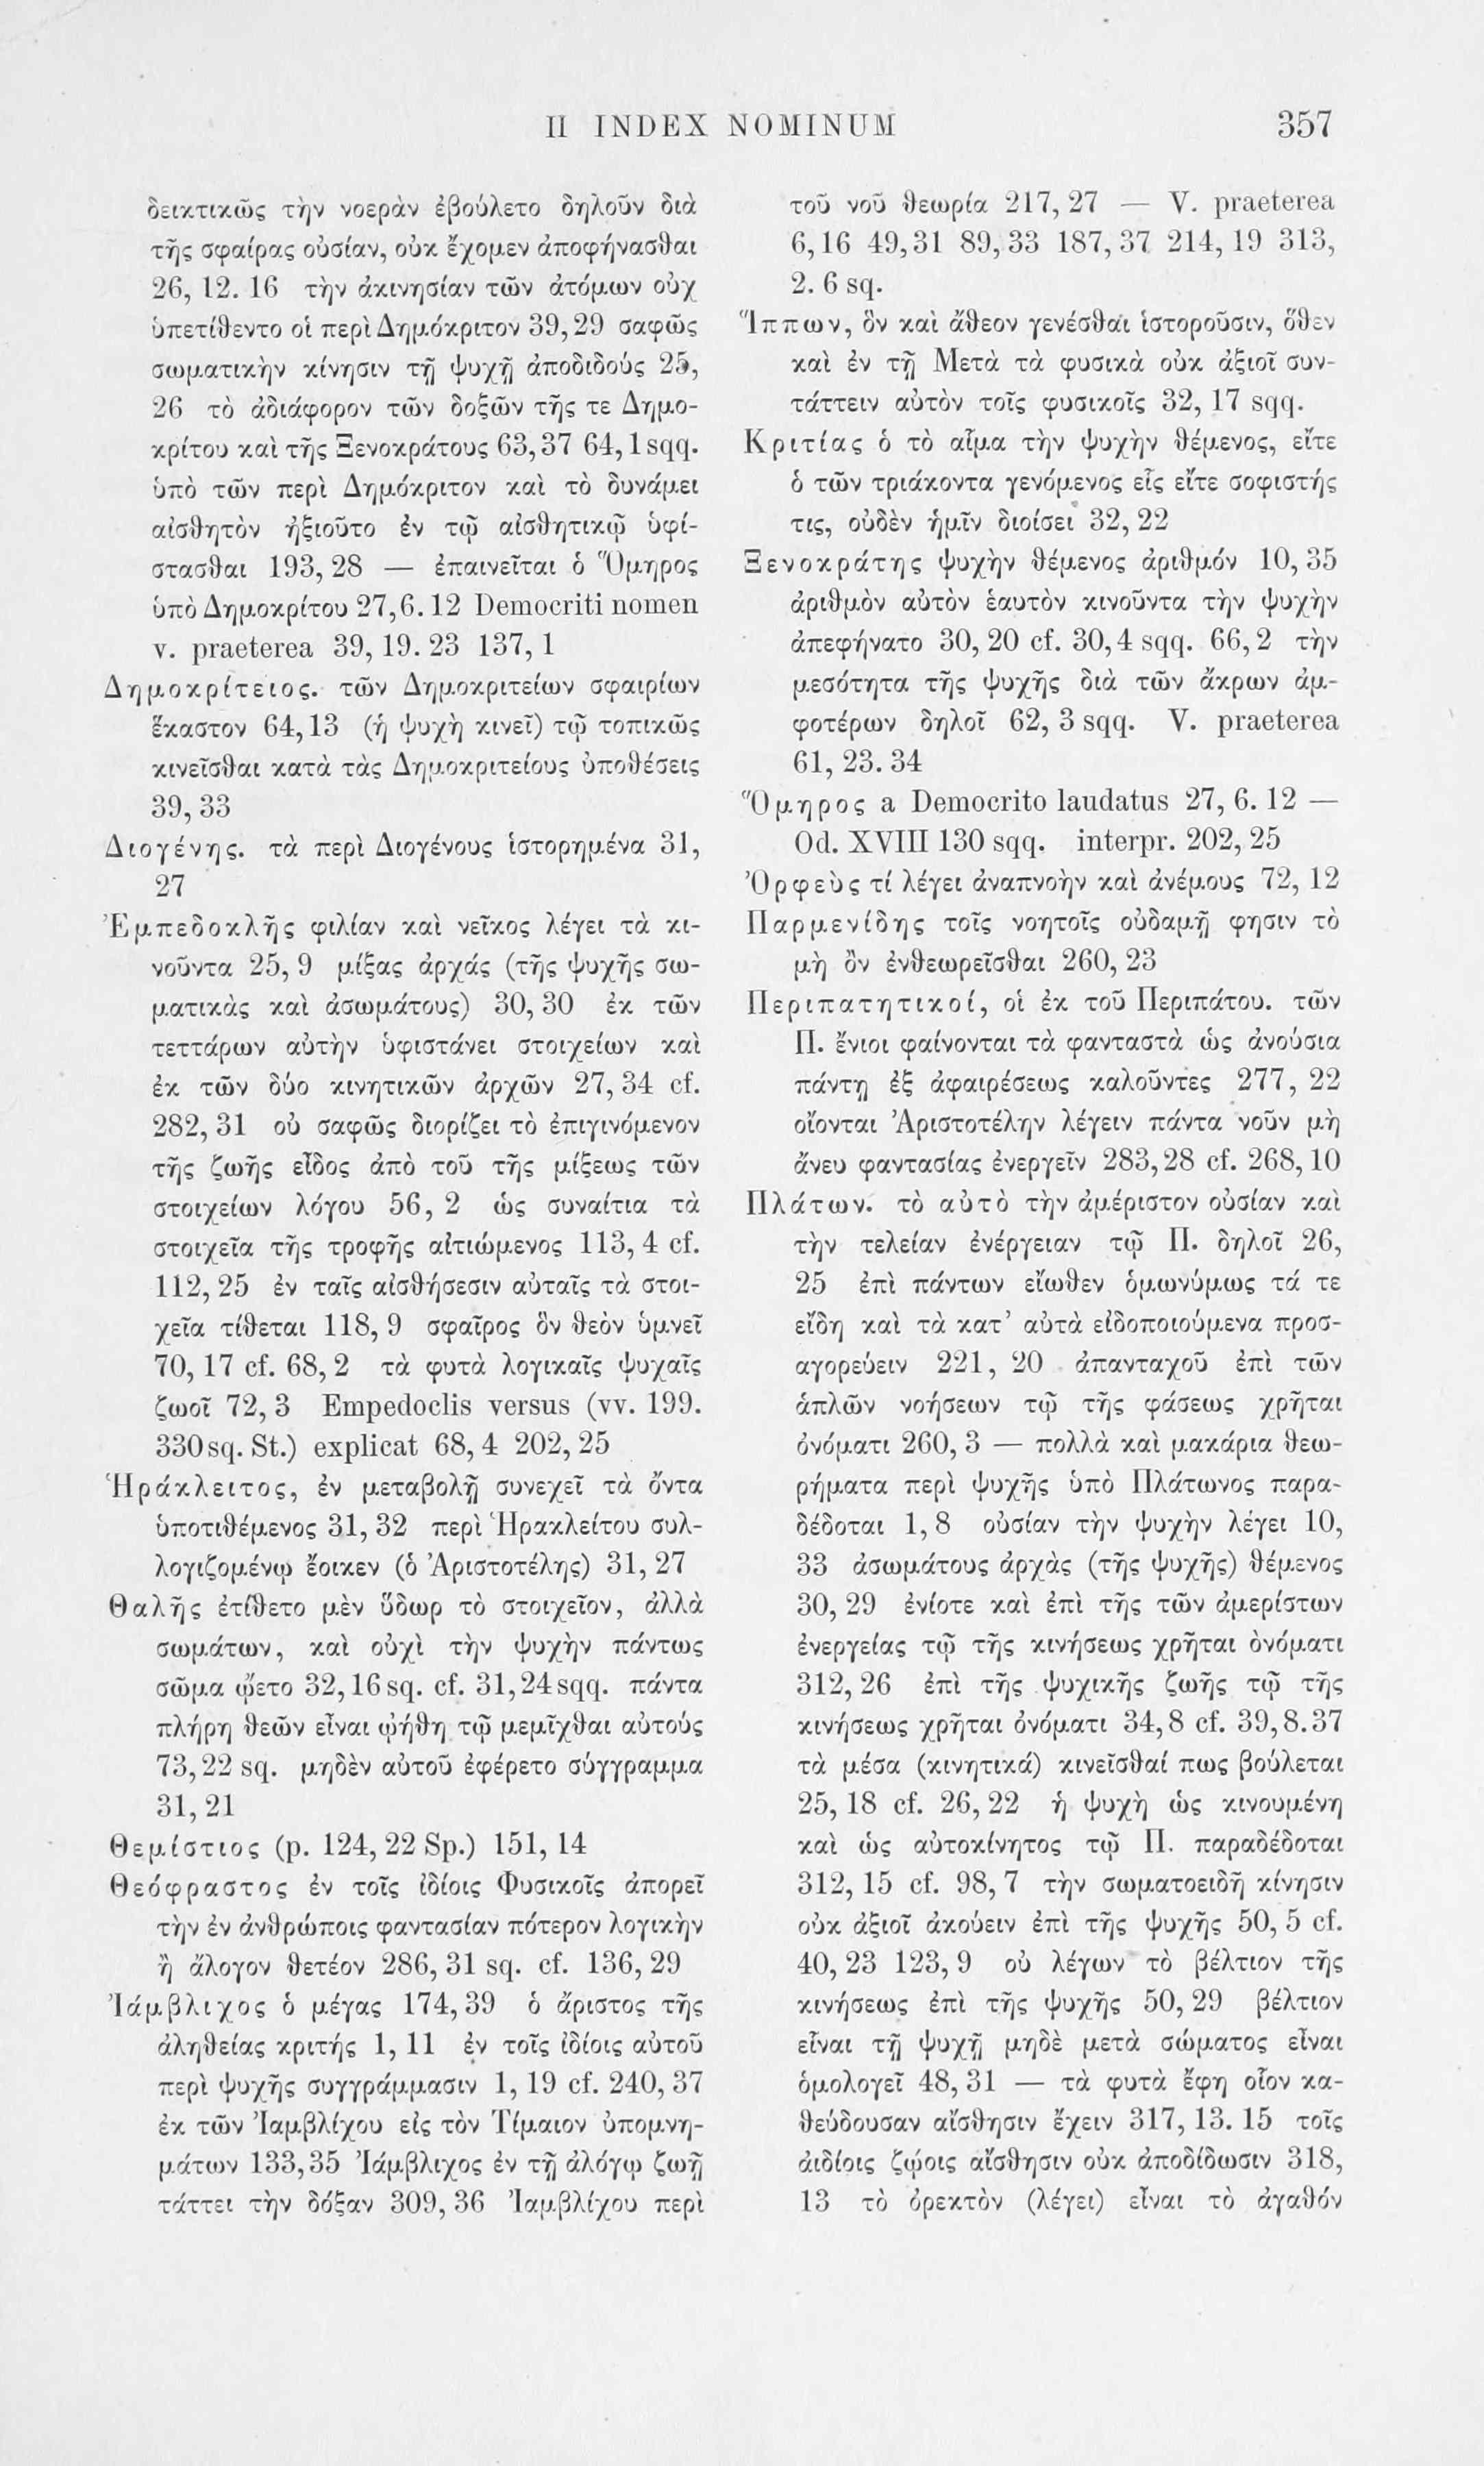 II INDEX NOMINUM 357
δεικτικῶς τὴν νοερὰν ἐβούλετο δηλοῦν διὰ
τῆς σφαίρας οὐσίαν, οὐκ ἔχομεν ἀποφήνασθαι
26, 12. 16 τὴν ἀκινησίαν τῶν ἀτόμων οὐχ
ὑπετίθεντο οἱ περὶ Δημόκριτον 39, 29 σαφῶς
σωματικὴν κίνησιν τῇ ψυχῇ ἀποδιδούς 25,
26 τὸ ἀδιάφορον τῶν δοξῶν τῆς τε Δημο-
κρίτου καὶ τῆς Ξενοκράτους 63, 37 64, 1 sqq.
ὑπὸ τῶν περὶ Δημόκριτον καὶ τὸ δυνάμει
αἰσθητὸν ἠξιοῦτο ἐν τῷ αἰσθητικῷ ὑφί-
στασθαι 193, 28 — ἐπαινεῖται ὁ Ὅμηρος
ὑπὸ Δημοκρίτου 27, 6. 12 Democriti nomen
v. praeterea 39, 19. 23 137, 1
Δημοκρίτειος. τῶν Δημοκριτείων σφαιρίων
ἕκαστον 64, 13 (ἡ ψυχὴ κινεῖ) τῷ τοπικῶς
κινεῖσθαι κατὰ τὰς Δημοκριτείους ὑποθέσεις
39, 33
Διογένης. τὰ περὶ Διογένους ἱστορημένα 31,
27
Ἐμπεδοκλῆς φιλίαν καὶ νεῖκος λέγει τὰ κι-
νοῦντα 25, 9 μίξας ἀρχάς (τῆς ψυχῆς σω-
ματικὰς καὶ ἀσωμάτους) 30, 30 ἐκ τῶν
τεττάρων αὐτὴν ὑφιστάνει στοιχείων καὶ
ἐκ τῶν δύο κινητικῶν ἀρχῶν 27, 34 cf.
282, 31 οὐ σαφῶς διορίζει τὸ ἐπιγινόμενον
τῆς ζωῆς εἶδος ἀπὸ τοῦ τῆς μίξεως τῶν
στοιχείων λόγου 56, 2 ὡς συναίτια τὰ
στοιχεῖα τῆς τροφῆς αἰτιώμενος 113, 4 cf.
112, 25 ἐν ταῖς αἰσθήσεσιν αὐταῖς τὰ στοι-
χεῖα τίθεται 118, 9 σφαῖρος ὃν θεὸν ὑμνεῖ
70, 17 cf. 68, 2 τὰ φυτὰ λογικαῖς ψυχαῖς
ζωοῖ 72, 3 Empedoclis versus (vv. 199.
330 sq. St.) explicat 68, 4 202, 25
Ἡράκλειτος, ἐν μεταβολῇ συνεχεῖ τὰ ὄντα
ὑποτιθέμενος 31, 32 περὶ Ἡρακλείτου συλ-
λογιζομένῳ ἔοικεν (ὁ Ἀριστοτέλης) 31, 27
Θαλῆς ἐτίθετο μὲν ὕδωρ τὸ στοιχεῖον, ἀλλὰ
σωμάτων, καὶ οὐχὶ τὴν ψυχὴν πάντως
σῶμα ᾤετο 32, 16 sq. cf. 31, 24 sqq. πάντα
πλήρη θεῶν εἶναι ᾠήθη τῷ μεμῖχθαι αὐτούς
73, 22 sq. μηδὲν αὐτοῦ ἐφέρετο σύγγραμμα
31, 21
Θεμίστιος (p. 124, 22 Sp.) 151, 14
Θεόφραστος ἐν τοῖς ἰδίοις Φυσικοῖς ἀπορεῖ
τὴν ἐν ἀνθρώποις φαντασίαν πότερον λογικὴν
ἢ ἄλογον θετέον 286, 31 sq. cf. 136, 29
Ἰάμβλιχος ὁ μέγας 174, 39 ὁ ἄριστος τῆς
ἀληθείας κριτής 1, 11 ἐν τοῖς ἰδίοις αὐτοῦ
περὶ ψυχῆς συγγράμμασιν 1, 19 cf. 240, 37
ἐκ τῶν Ἰαμβλίχου εἰς τὸν Τίμαιον ὑπομνη-
μάτων 133, 35 Ἰάμβλιχος ἐν τῇ ἀλόγῳ ζωῇ
τάττει τὴν δόξαν 309, 36 Ἰαμβλίχου περὶ
τοῦ νοῦ θεωρία 217, 27 — V. praeterea
6, 16 49, 31 89, 33 187, 37 214, 19 313,
2. 6 sq.
Ἵππων, ὃν καὶ ἄθεον γενέσθαι ἱστοροῦσιν, ὅθεν
καὶ ἐν τῇ Μετὰ τὰ φυσικὰ οὐκ ἀξιοῖ συν-
τάττειν αὐτὸν τοῖς φυσικοῖς 32, 17 sqq.
Κριτίας ὁ τὸ αἷμα τὴν ψυχὴν θέμενος, εἴτε
ὁ τῶν τριάκοντα γενόμενος εἷς εἴτε σοφιστής
τις, οὐδὲν ἡμῖν διοίσει 32, 22
Ξενοκράτης ψυχὴν θέμενος ἀριθμόν 10, 35
ἀριθμὸν αὐτὸν ἑαυτὸν κινοῦντα τὴν ψυχὴν
ἀπεφήνατο 30, 20 cf. 30, 4 sqq. 66, 2 τὴν
μεσότητα τῆς ψυχῆς διὰ τῶν ἄκρων ἀμ-
φοτέρων δηλοῖ 62, 3 sqq. V. praeterea
61, 23. 34
Ὅμηρος a Democrito laudatus 27, 6. 12 —
Od. XVIII 130 sqq. interpr. 202, 25
Ὀρφεὺς τί λέγει ἀναπνοὴν καὶ ἀνέμους 72, 12
Παρμενίδης τοῖς νοητοῖς οὐδαμῇ φησιν τὸ
μὴ ὂν ἐνθεωρεῖσθαι 260, 23
Περιπατητικοί, οἱ ἐκ τοῦ Περιπάτου. τῶν
Π. ἔνιοι φαίνονται τὰ φανταστὰ ὡς ἀνούσια
πάντῃ ἐξ ἀφαιρέσεως καλοῦντες 277, 22
οἴονται Ἀριστοτέλην λέγειν πάντα νοῦν μὴ
ἄνευ φαντασίας ἐνεργεῖν 283, 28 cf. 268, 10
Πλάτων. τὸ αὐτὸ τὴν ἀμέριστον οὐσίαν καὶ
τὴν τελείαν ἐνέργειαν τῷ Π. δηλοῖ 26,
25 ἐπὶ πάντων εἴωθεν ὁμωνύμως τά τε
εἴδη καὶ τὰ κατ’ αὐτὰ εἰδοποιούμενα προσ-
αγορεύειν 221, 20 ἁπανταχοῦ ἐπὶ τῶν
ἁπλῶν νοήσεων τῷ τῆς φάσεως χρῆται
ὀνόματι 260, 3 — πολλὰ καὶ μακάρια θεω-
ρήματα περὶ ψυχῆς ὑπὸ Πλάτωνος παρα-
δέδοται 1, 8 οὐσίαν τὴν ψυχὴν λέγει 10,
33 ἀσωμάτους ἀρχὰς (τῆς ψυχῆς) θέμενος
30, 29 ἐνίοτε καὶ ἐπὶ τῆς τῶν ἀμερίστων
ἐνεργείας τῷ τῆς κινήσεως χρῆται ὀνόματι
312, 26 ἐπὶ τῆς ψυχικῆς ζωῆς τῷ τῆς
κινήσεως χρῆται ὀνόματι 34, 8 cf. 39, 8. 37
τὰ μέσα (κινητικά) κινεῖσθαί πως βούλεται
25, 18 cf. 26, 22 ἡ ψυχὴ ὡς κινουμένη
καὶ ὡς αὐτοκίνητος τῷ Π. παραδέδοται
312, 15 cf. 98, 7 τὴν σωματοειδῆ κίνησιν
οὐκ ἀξιοῖ ἀκούειν ἐπὶ τῆς ψυχῆς 50, 5 cf.
40, 23 123, 9 οὐ λέγων τὸ βέλτιον τῆς
κινήσεως ἐπὶ τῆς ψυχῆς 50, 29 βέλτιον
εἶναι τῇ ψυχῇ μηδὲ μετὰ σώματος εἶναι
ὁμολογεῖ 48, 31 — τὰ φυτὰ ἔφη οἷον κα-
θεύδουσαν αἴσθησιν ἔχειν 317, 13. 15 τοῖς
ἀιδίοις ζῴοις αἴσθησιν οὐκ ἀποδίδωσιν 318,
13 τὸ ὀρεκτὸν (λέγει) εἶναι τὸ ἀγαθόν